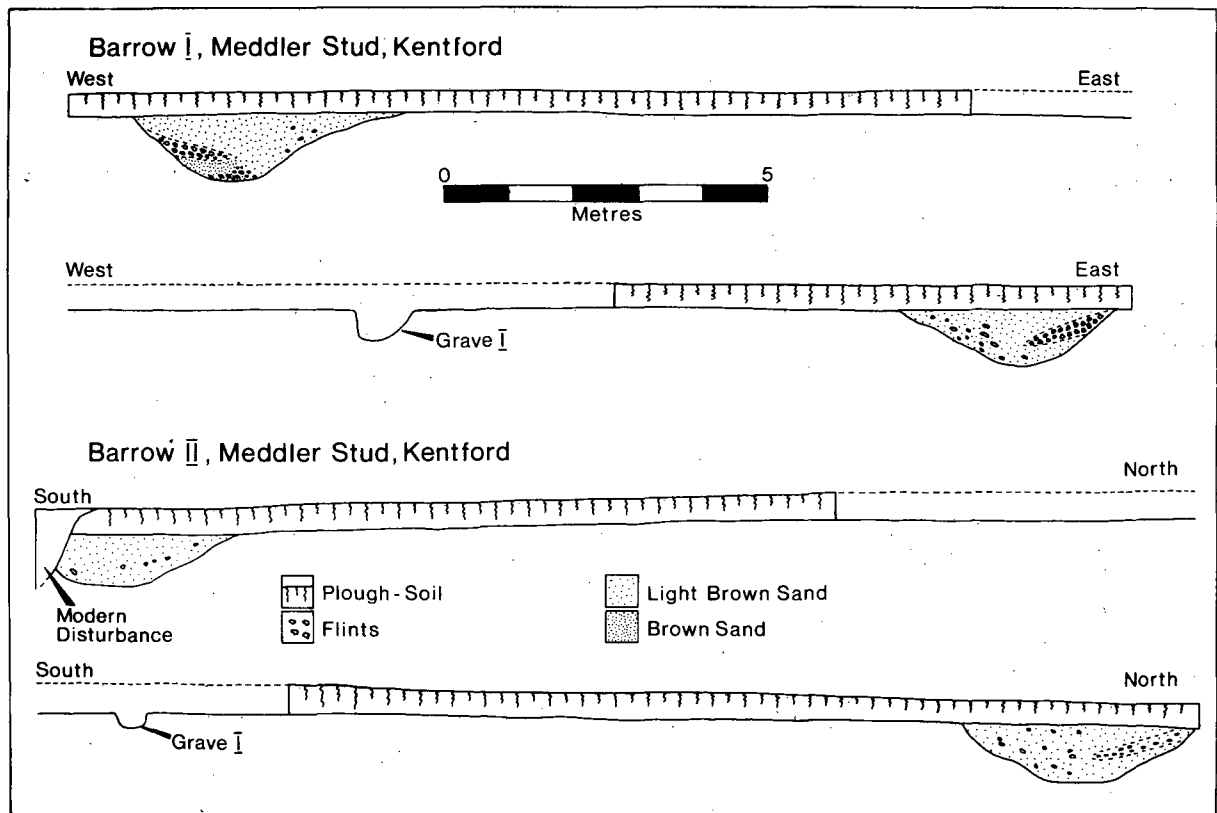 Barrow I, Meddler Stud, Kentford
West East
0 5
Metres
West East
Grave I
Barrow II, Meddler Stud, Kentford
South North
Modern
Disturbance
Plough-Soil Light Brown Sand
Flints Brown Sand
South North
Grave I